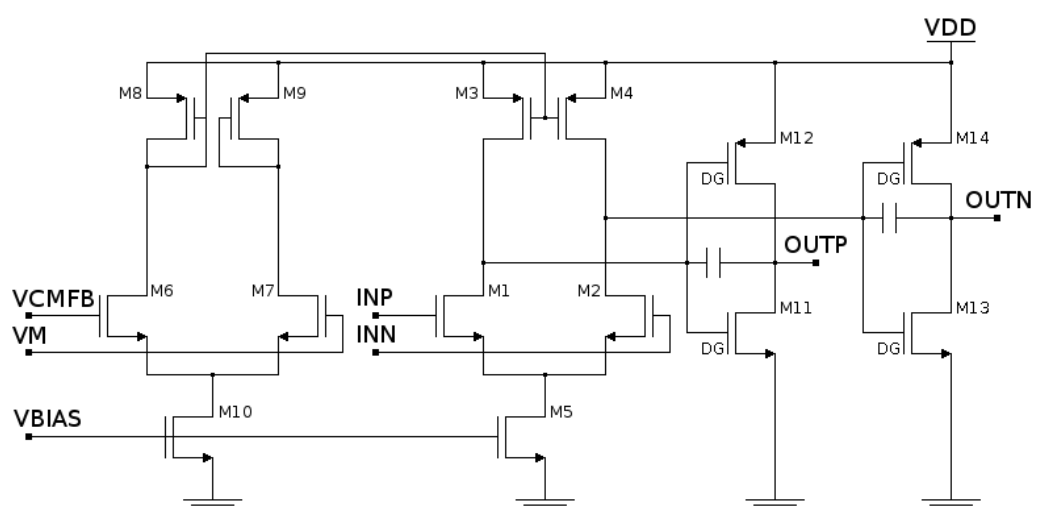 VDD
M8
M9
M3
M4
M12
M14
DG
DG
OUTN
OUTP
VCMFB
M6
M7
INP
M1
M2
M11
M13
VM
INN
DG
DG
VBIAS
M10
M5